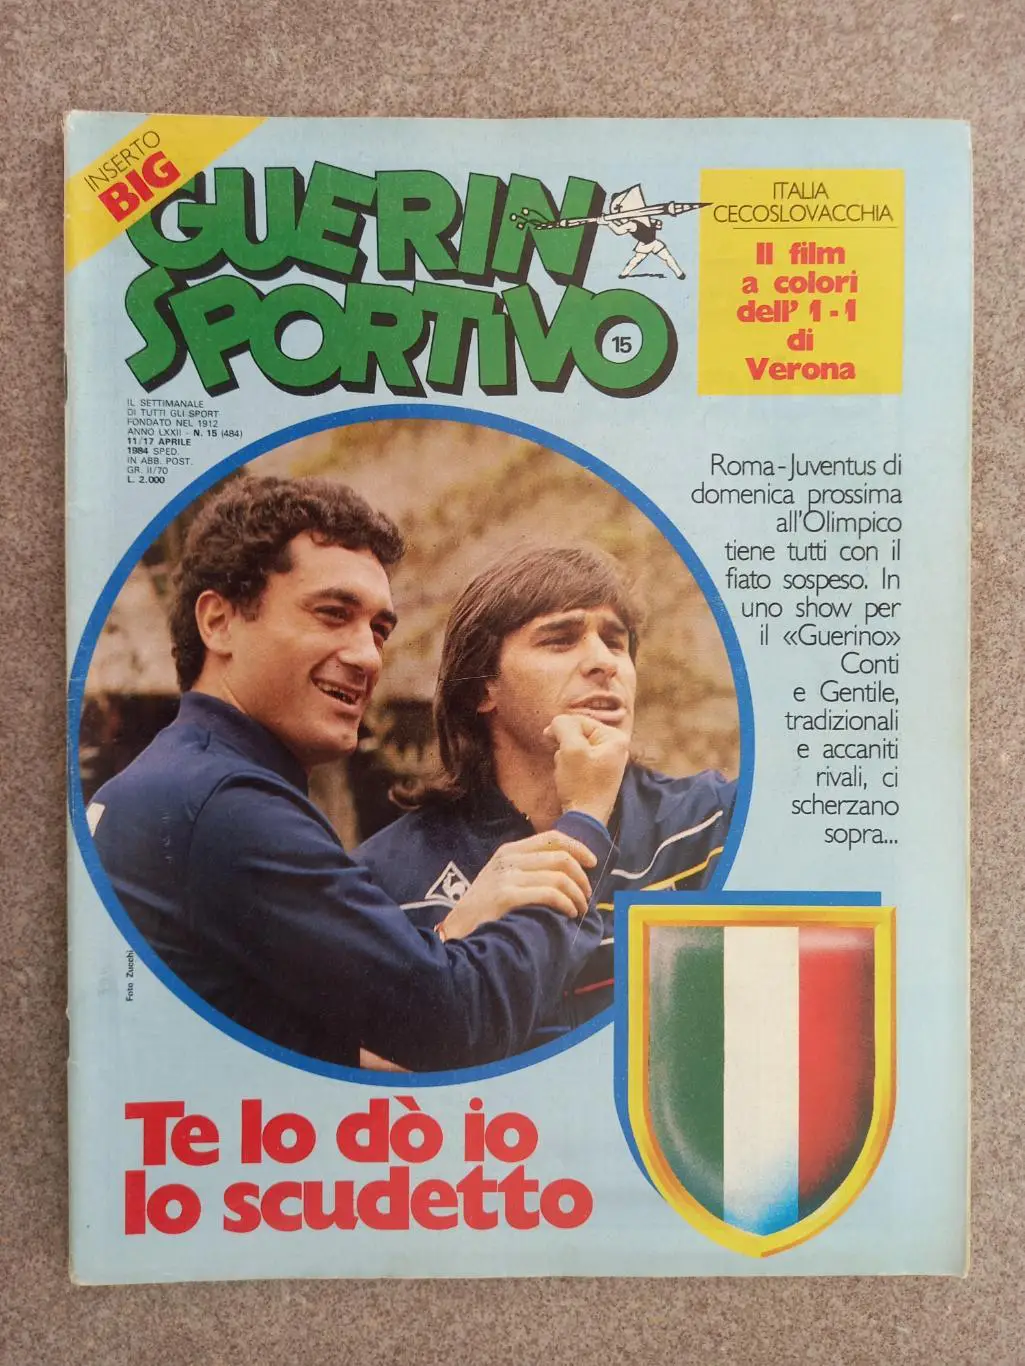 INSERTO
BIG
GUERIN
SPORTIVO
15
ITALIA
CECOSLOVACCHIA
Il film
a colori
dell' 1-1
di
Verona
IL SETTIMANALE
DI TUTTI GLI SPORT
FONDATO NEL 1912
ANNO LXXII - N. 15 (484)
11/17 APRILE
1984 SPED.
IN ABB. POST.
GR. II/70
L. 2.000
Roma-Juventus di
domenica prossima
all'Olimpico
tiene tutti con il
fiato sospeso. In
uno show per
il «Guerino»
Conti
e Gentile,
tradizionali
e accaniti
rivali, ci
scherzano
sopra...
Foto Zucchi
Te lo dò io
lo scudetto